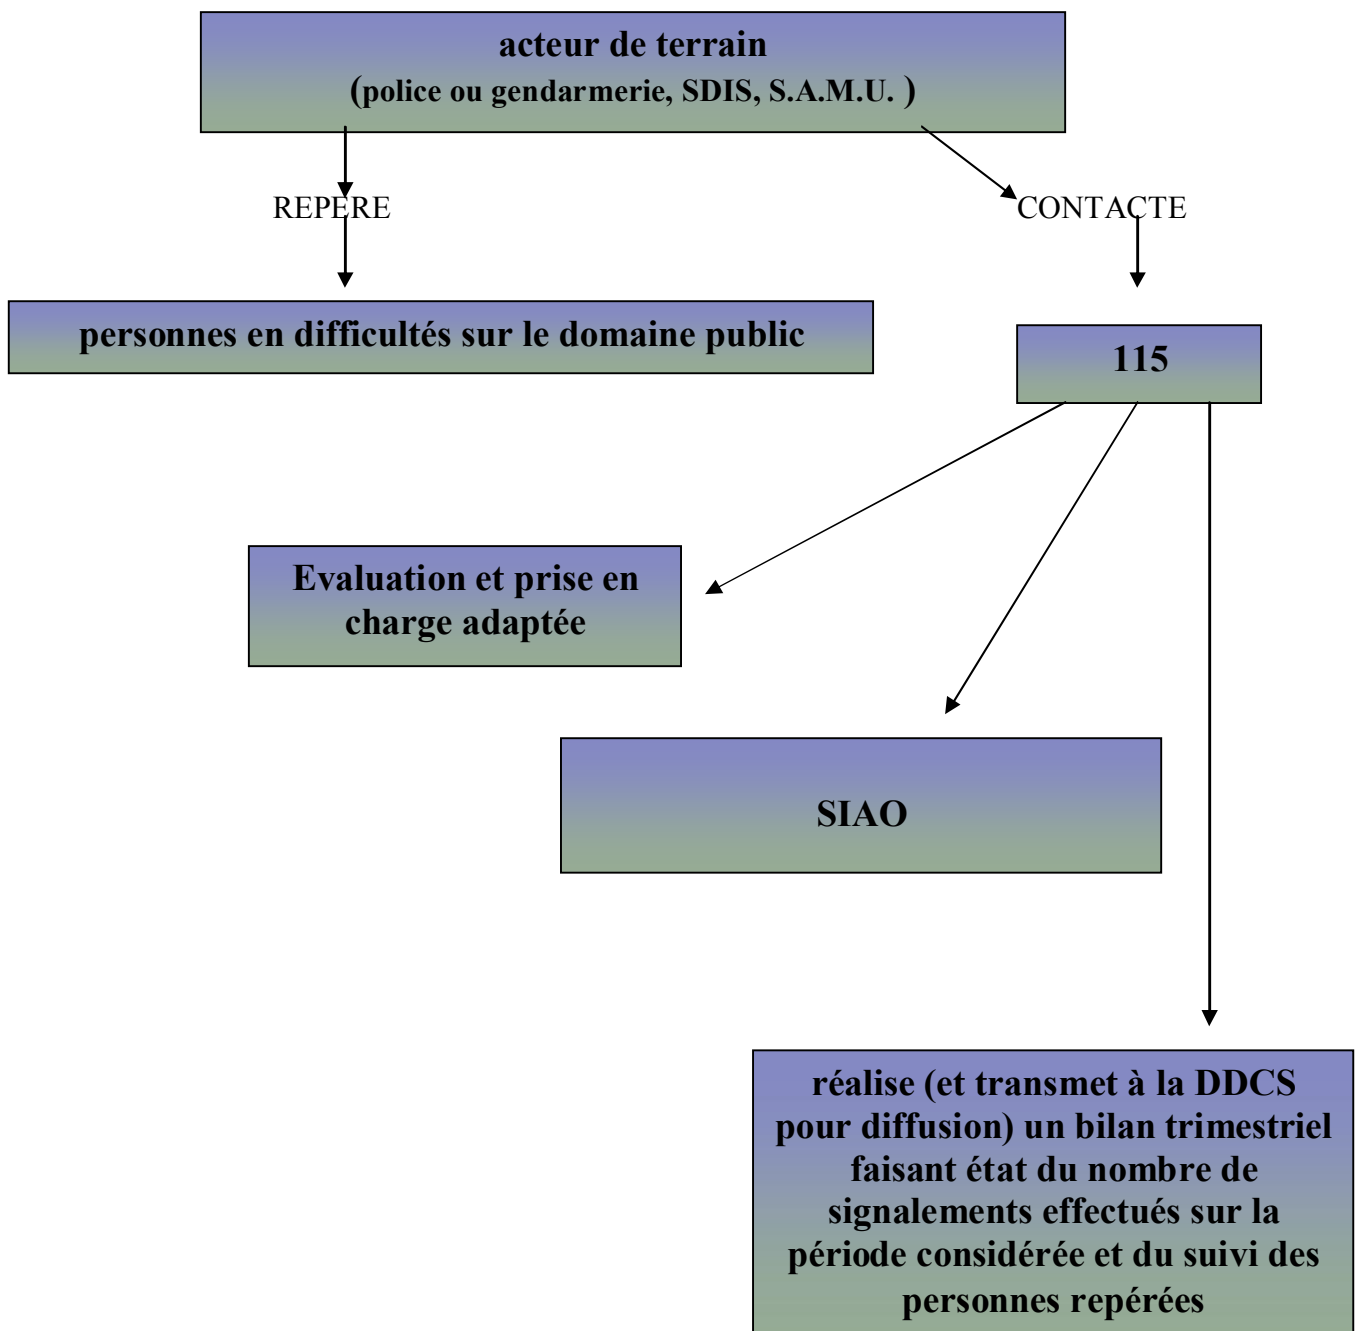 acteur de terrain
(police ou gendarmerie, SDIS, S.A.M.U. )
REPERE
CONTACTE
personnes en difficultés sur le domaine public
115
Evaluation et prise en
charge adaptée
SIAO
réalise (et transmet à la DDCS
pour diffusion) un bilan trimestriel
faisant état du nombre de
signalements effectués sur la
période considérée et du suivi des
personnes repérées